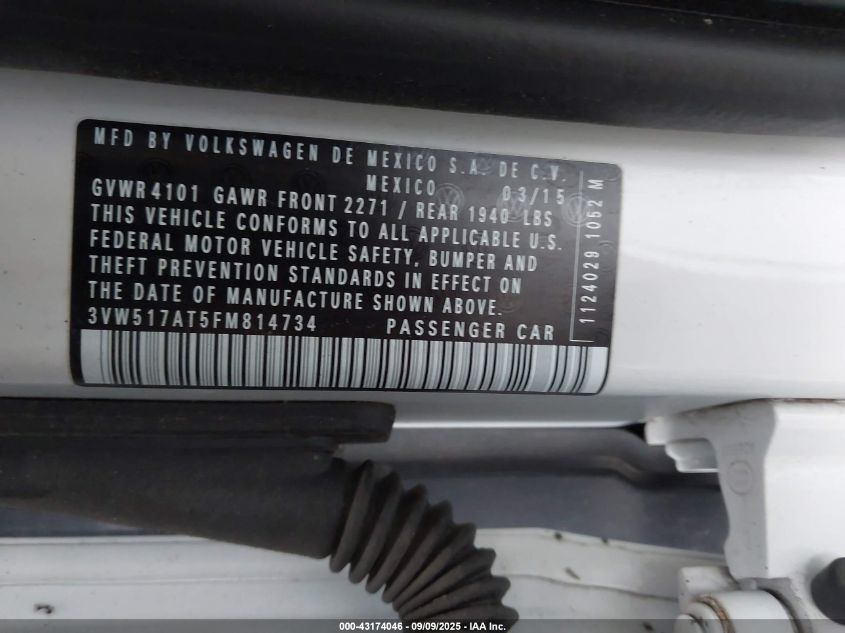 MFD BY VOLKSWAGEN DE MEXICO S.A. DE C.V.
MEXICO 03/15
GVWR 4101 GAWR FRONT 2271 / REAR 1940 LBS
THIS VEHICLE CONFORMS TO ALL APPLICABLE U.S.
FEDERAL MOTOR VEHICLE SAFETY, BUMPER AND
THEFT PREVENTION STANDARDS IN EFFECT ON
THE DATE OF MANUFACTURE SHOWN ABOVE.
3VW517AT5FM814734 PASSENGER CAR
1124029 1062 M
000-43174046 - 09/09/2025 - IAA Inc.